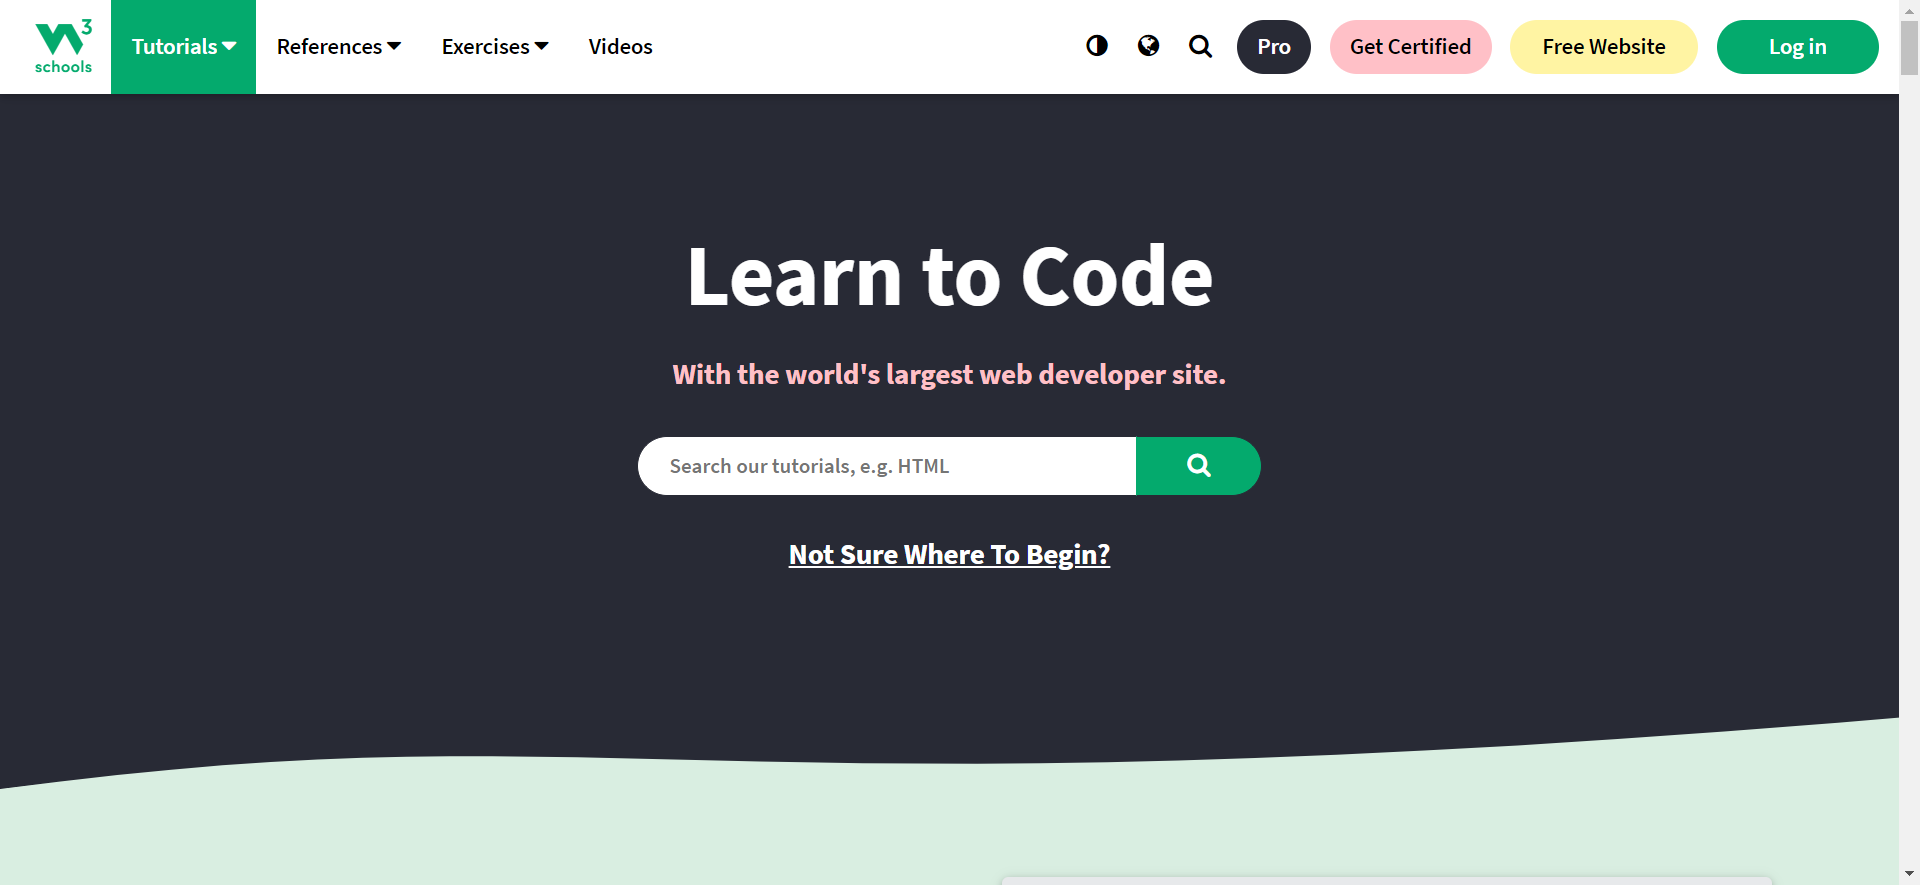 W3 schools
Tutorials References Exercises Videos Pro Get Certified Free Website Log in
Learn to Code
With the world's largest web developer site.
Search our tutorials, e.g. HTML
Not Sure Where To Begin?